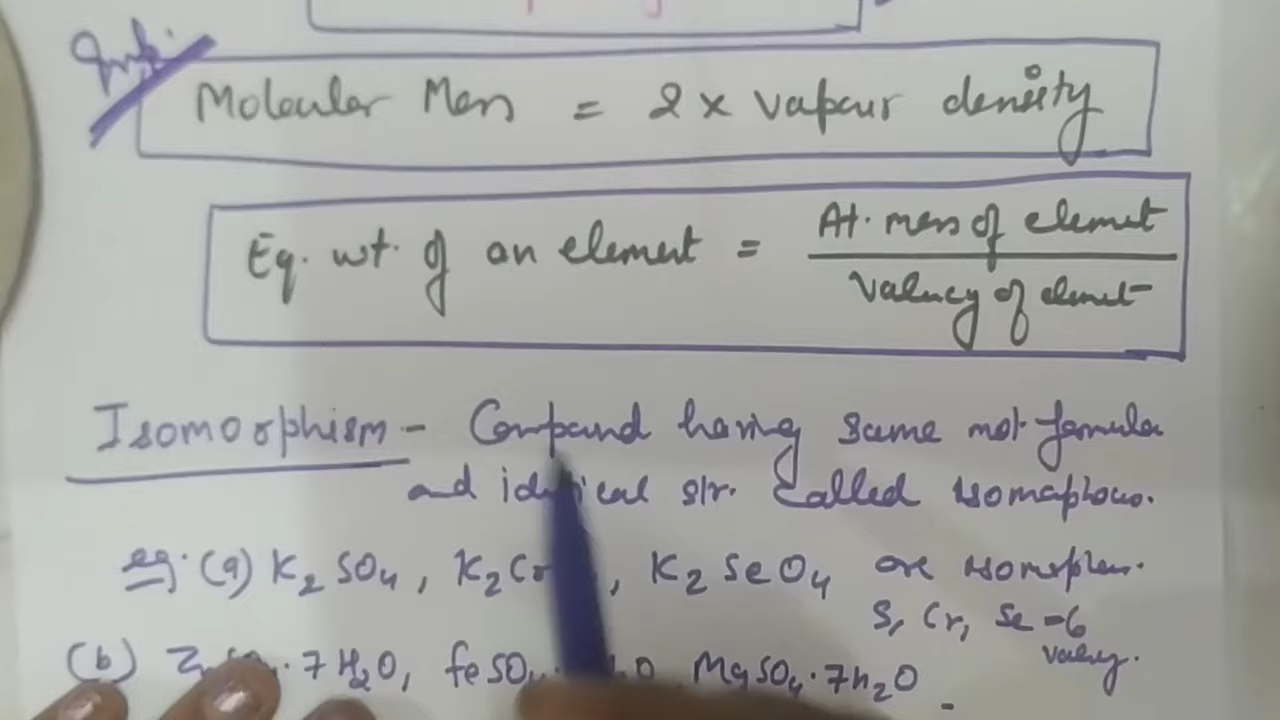 Imp.
Molecular Mass = 2 x vapour density
Eq. wt. of an element = At. mass of element / Valency of element
Isomorphism - Compound having same mol. formula
and identical str. called isomorphous.
eg. (a) K2SO4, K2Cr , K2SeO4 are isomorphous.
S, Cr, Se = 6
valency.
(b) · 7H2O, FeSO4· O, MgSO4·7H2O